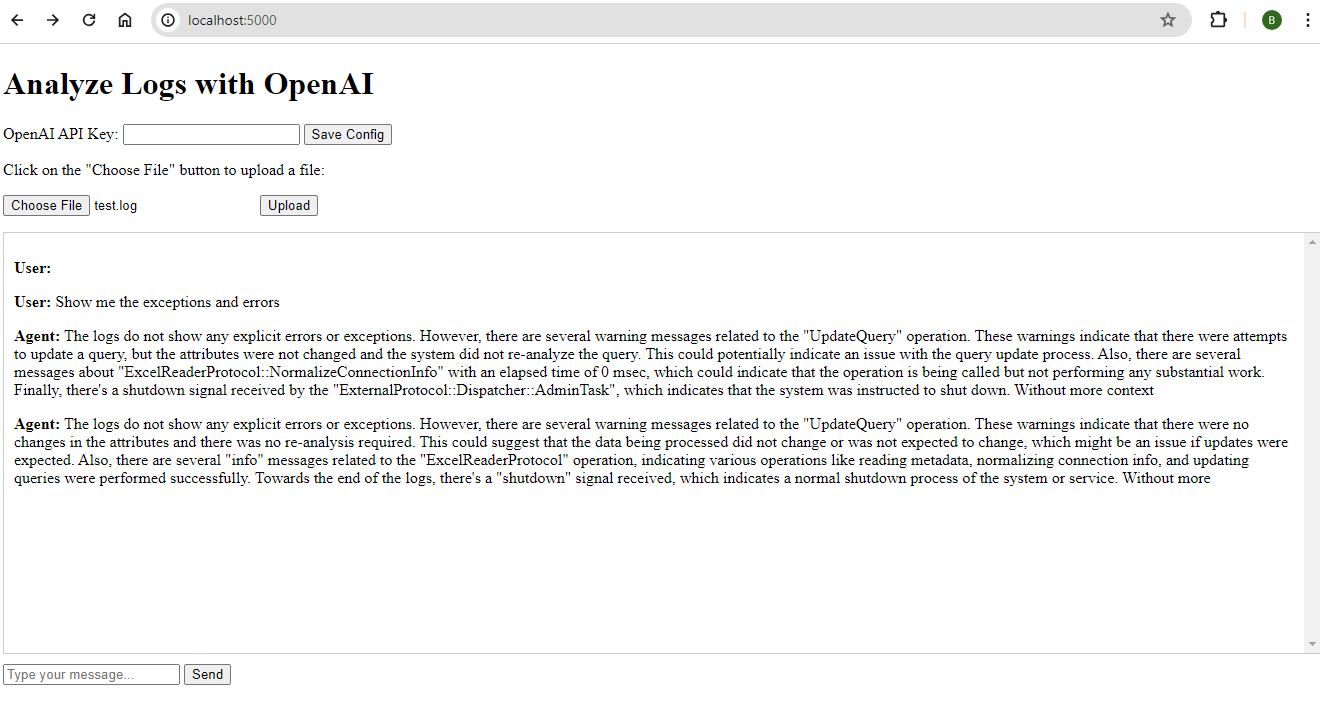 localhost:5000
B
Analyze Logs with OpenAI
OpenAI API Key: Save Config
Click on the "Choose File" button to upload a file:
Choose File test.log Upload
User:
User: Show me the exceptions and errors
Agent: The logs do not show any explicit errors or exceptions. However, there are several warning messages related to the "UpdateQuery" operation. These warnings indicate that there were attempts
to update a query, but the attributes were not changed and the system did not re-analyze the query. This could potentially indicate an issue with the query update process. Also, there are several
messages about "ExcelReaderProtocol::NormalizeConnectionInfo" with an elapsed time of 0 msec, which could indicate that the operation is being called but not performing any substantial work.
Finally, there's a shutdown signal received by the "ExternalProtocol::Dispatcher::AdminTask", which indicates that the system was instructed to shut down. Without more context
Agent: The logs do not show any explicit errors or exceptions. However, there are several warning messages related to the "UpdateQuery" operation. These warnings indicate that there were no
changes in the attributes and there was no re-analysis required. This could suggest that the data being processed did not change or was not expected to change, which might be an issue if updates were
expected. Also, there are several "info" messages related to the "ExcelReaderProtocol" operation, indicating various operations like reading metadata, normalizing connection info, and updating
queries were performed successfully. Towards the end of the logs, there's a "shutdown" signal received, which indicates a normal shutdown process of the system or service. Without more
Type your message... Send